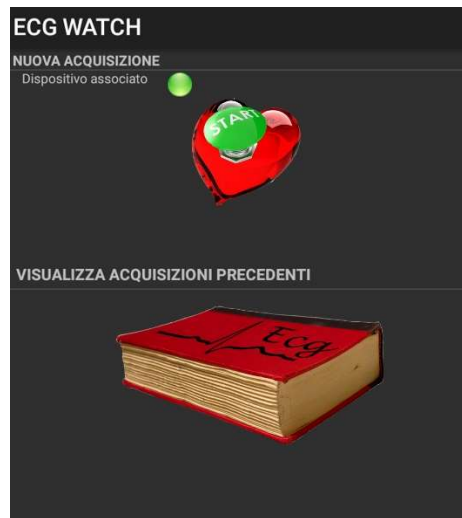 ECG WATCH
NUOVA ACQUISIZIONE
Dispositivo associato
START
VISUALIZZA ACQUISIZIONI PRECEDENTI
Ecg